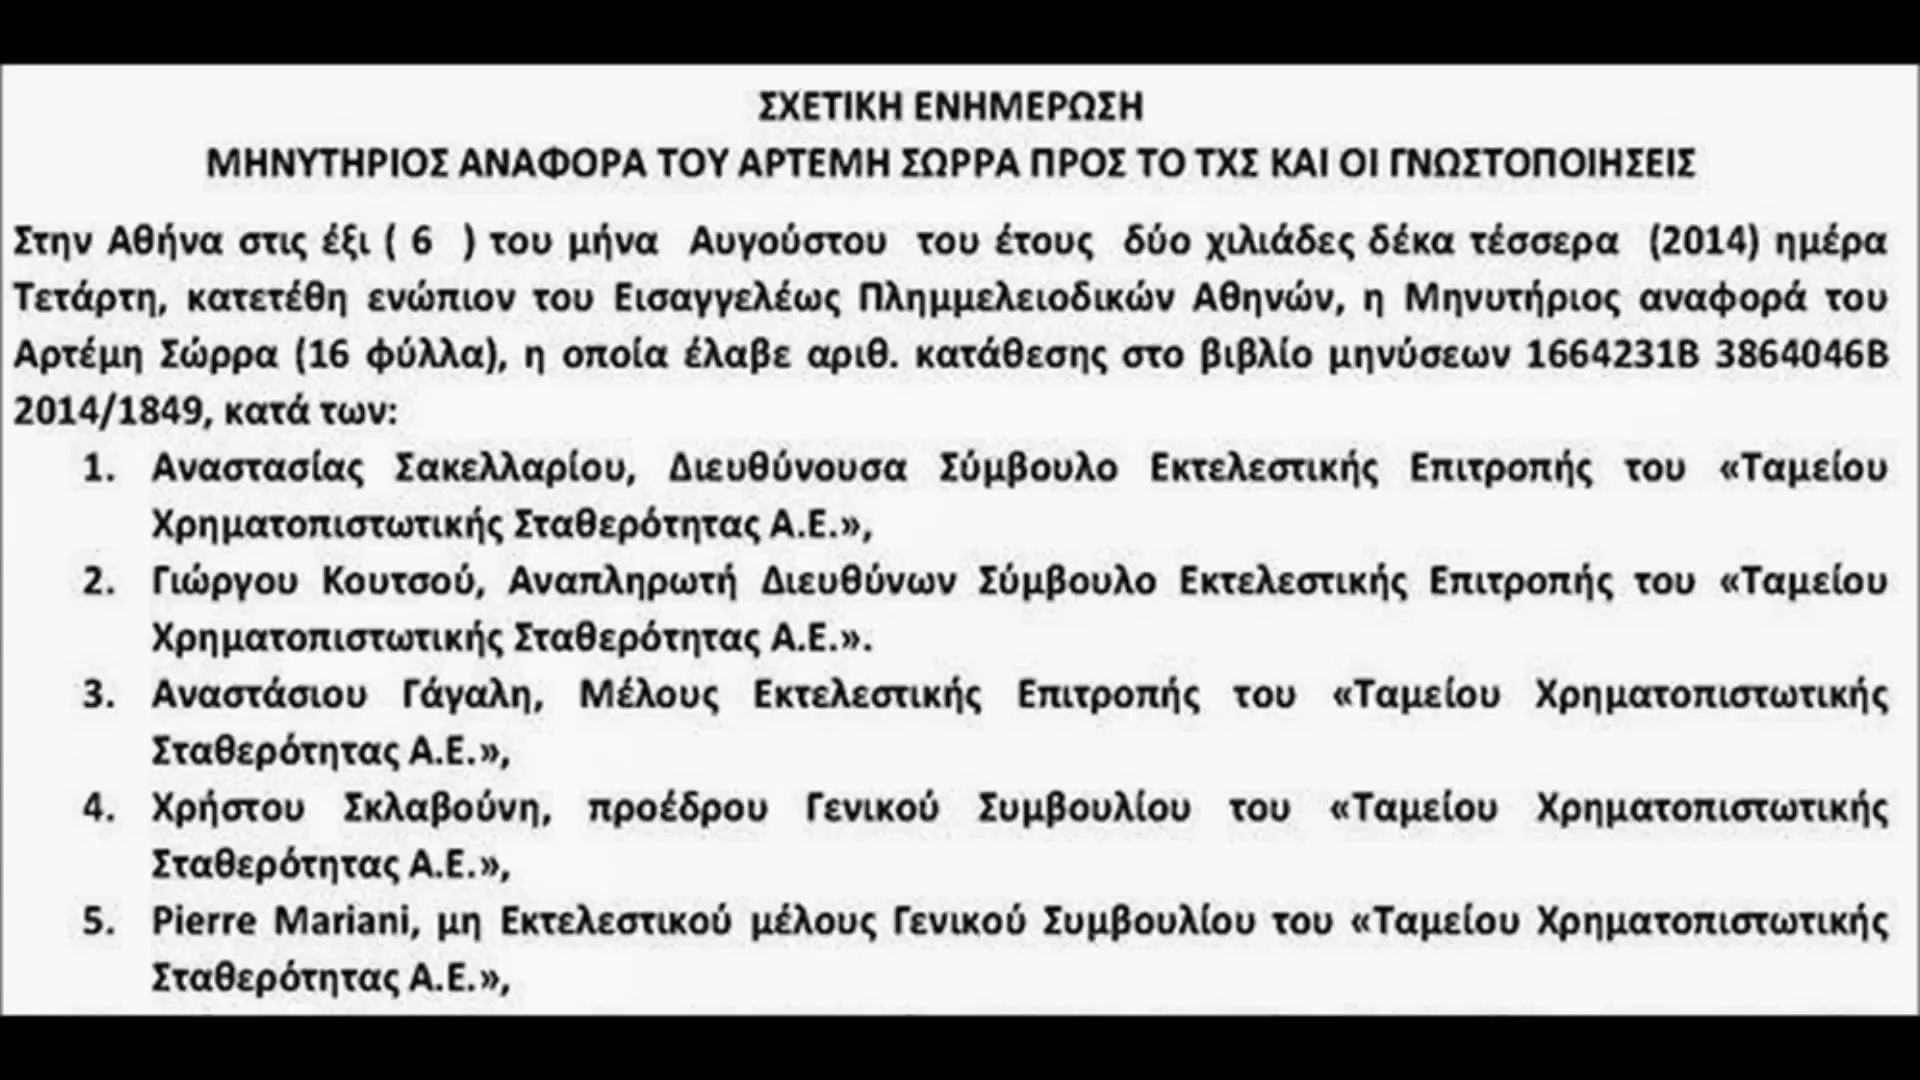 ΣΧΕΤΙΚΗ ΕΝΗΜΕΡΩΣΗ
ΜΗΝΥΤΗΡΙΟΣ ΑΝΑΦΟΡΑ ΤΟΥ ΑΡΤΕΜΗ ΣΩΡΡΑ ΠΡΟΣ ΤΟ ΤΧΣ ΚΑΙ ΟΙ ΓΝΩΣΤΟΠΟΙΗΣΕΙΣ
Στην Αθήνα στις έξι ( 6 ) του μήνα Αυγούστου του έτους δύο χιλιάδες δέκα τέσσερα (2014) ημέρα
Τετάρτη, κατετέθη ενώπιον του Εισαγγελέως Πλημμελειοδικών Αθηνών, η Μηνυτήριος αναφορά του
Αρτέμη Σώρρα (16 φύλλα), η οποία έλαβε αριθ. κατάθεσης στο βιβλίο μηνύσεων 1664231Β 3864046Β
2014/1849, κατά των:
1. Αναστασίας Σακελλαρίου, Διευθύνουσα Σύμβουλο Εκτελεστικής Επιτροπής του «Ταμείου
Χρηματοπιστωτικής Σταθερότητας Α.Ε.»,
2. Γιώργου Κουτσού, Αναπληρωτή Διευθύνων Σύμβουλο Εκτελεστικής Επιτροπής του «Ταμείου
Χρηματοπιστωτικής Σταθερότητας Α.Ε.».
3. Αναστάσιου Γάγαλη, Μέλους Εκτελεστικής Επιτροπής του «Ταμείου Χρηματοπιστωτικής
Σταθερότητας Α.Ε.»,
4. Χρήστου Σκλαβούνη, προέδρου Γενικού Συμβουλίου του «Ταμείου Χρηματοπιστωτικής
Σταθερότητας Α.Ε.»,
5. Pierre Mariani, μη Εκτελεστικού μέλους Γενικού Συμβουλίου του «Ταμείου Χρηματοπιστωτικής
Σταθερότητας Α.Ε.»,